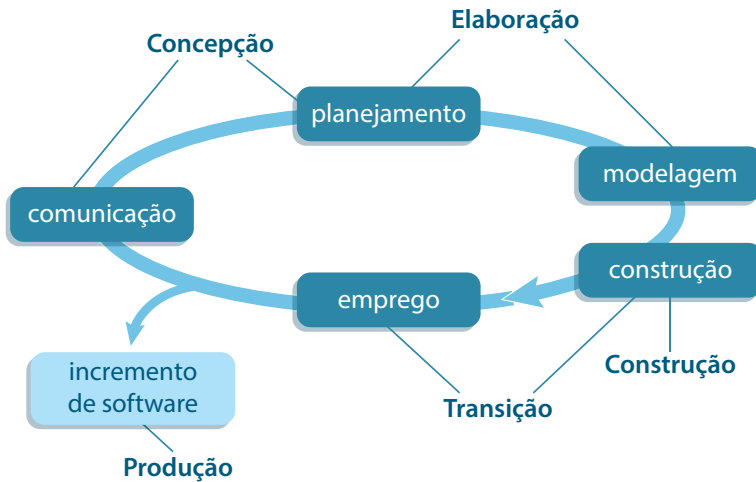 Elaboração
Concepção
planejamento
modelagem
comunicação
construção
emprego
incremento
de software
Construção
Transição
Produção